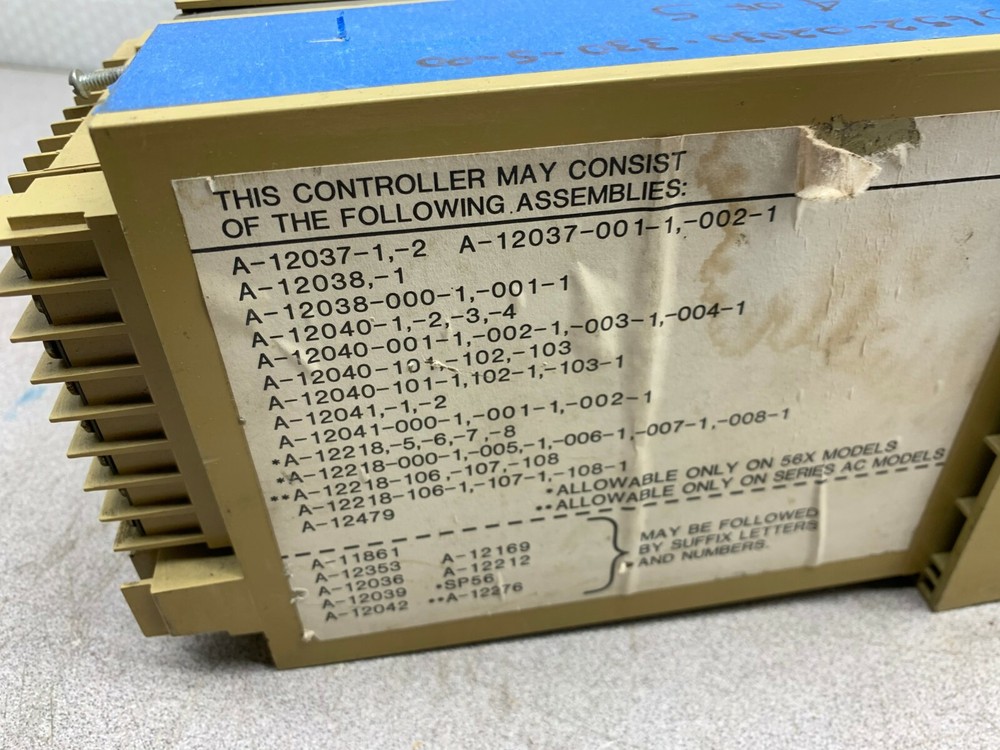 THIS CONTROLLER MAY CONSIST
OF THE FOLLOWING ASSEMBLIES:
A-12037-1,-2 A-12037-001-1,-002-1
A-12038,-1
A-12038-000-1,-001-1
A-12040-1,-2,-3,-4
A-12040-001-1,-002-1,-003-1,-004-1
A-12040-101,-102,-103
A-12040-101-1,102-1,-103-1
A-12041,-1,-2
A-12041-000-1,-001-1,-002-1
*A-12218,-5,-6,-7,-8
*A-12218-000-1,-005,-1,-006-1,-007-1,-008-1
**A-12218-106,-107,-108
A-12218-106-1,-107-1,-108-1
A-12479
*ALLOWABLE ONLY ON 56X MODELS
**ALLOWABLE ONLY ON SERIES AC MODELS
A-11861 A-12169
A-12353 A-12212
A-12036 *SP56
A-12039 **A-12276
A-12042
MAY BE FOLLOWED
BY SUFFIX LETTERS
AND NUMBERS.